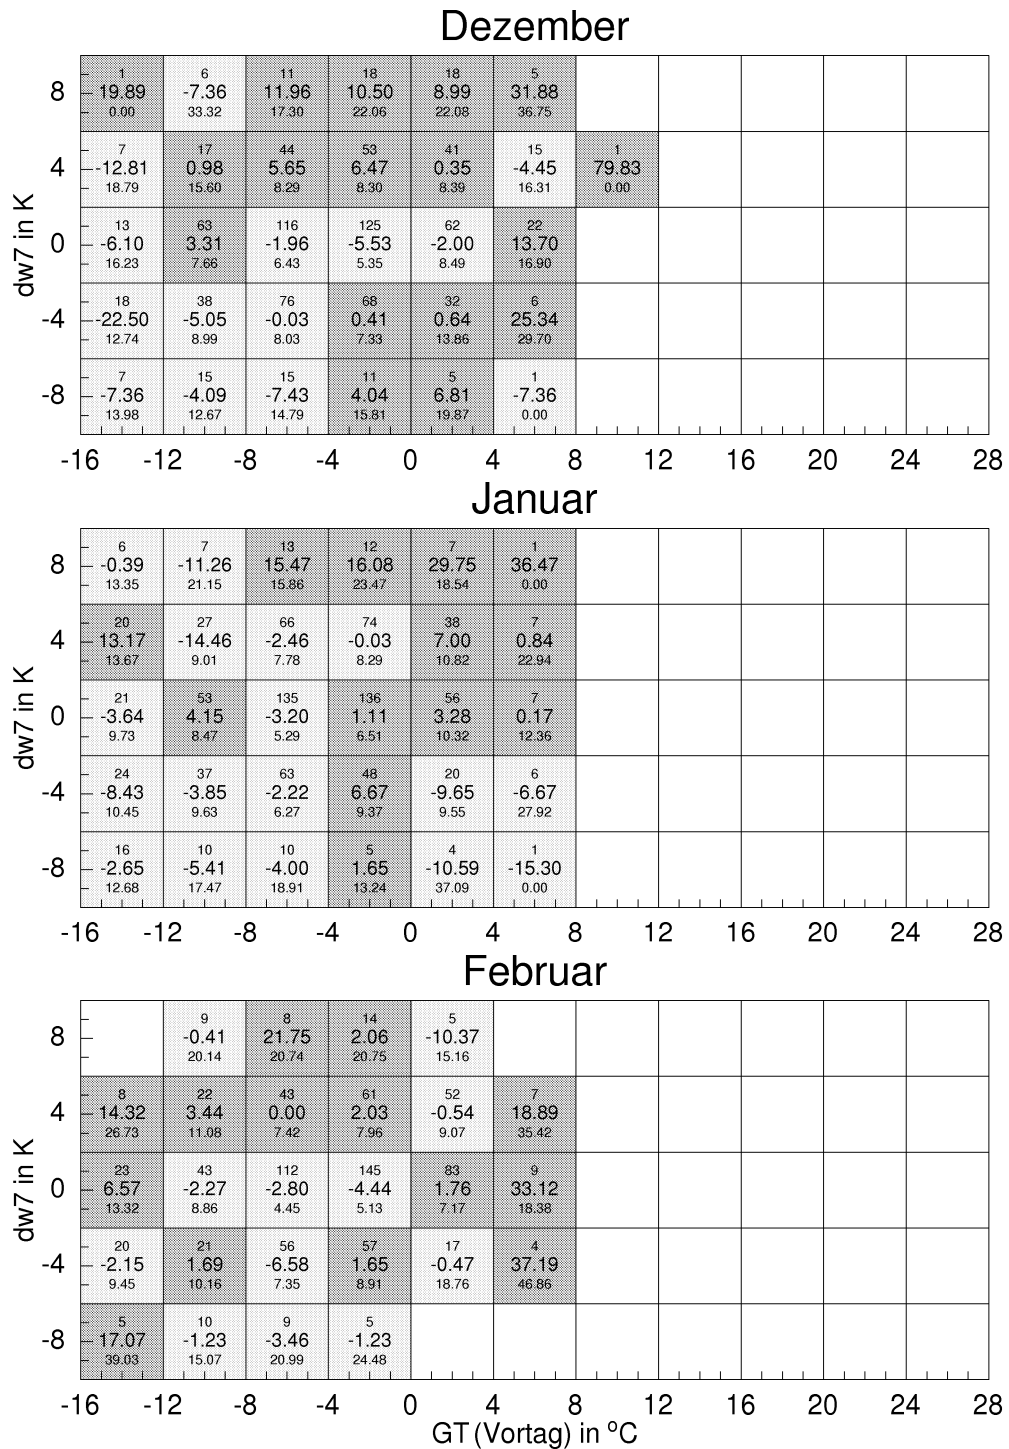 Dezember
1 6 11 18 18 5
8 19.89 -7.36 11.96 10.50 8.99 31.88
0.00 33.32 17.30 22.06 22.08 36.75
7 17 44 53 41 15 1
4 -12.81 0.98 5.65 6.47 0.35 -4.45 79.83
18.79 15.60 8.29 8.30 8.39 16.31 0.00
13 63 116 125 62 22
0 -6.10 3.31 -1.96 -5.53 -2.00 13.70
16.23 7.66 6.43 5.35 8.49 16.90
18 38 76 68 32 6
-4 -22.50 -5.05 -0.03 0.41 0.64 25.34
12.74 8.99 8.03 7.33 13.86 29.70
7 15 15 11 5 1
-8 -7.36 -4.09 -7.43 4.04 6.81 -7.36
13.98 12.67 14.79 15.81 19.87 0.00
dw7 in K
-16 -12 -8 -4 0 4 8 12 16 20 24 28
Januar
6 7 13 12 7 1
8 -0.39 -11.26 15.47 16.08 29.75 36.47
13.35 21.15 15.86 23.47 18.54 0.00
20 27 66 74 38 7
4 13.17 -14.46 -2.46 -0.03 7.00 0.84
13.67 9.01 7.78 8.29 10.82 22.94
21 53 135 136 56 7
0 -3.64 4.15 -3.20 1.11 3.28 0.17
9.73 8.47 5.29 6.51 10.32 12.36
24 37 63 48 20 6
-4 -8.43 -3.85 -2.22 6.67 -9.65 -6.67
10.45 9.63 6.27 9.37 9.55 27.92
16 10 10 5 4 1
-8 -2.65 -5.41 -4.00 1.65 -10.59 -15.30
12.68 17.47 18.91 13.24 37.09 0.00
dw7 in K
-16 -12 -8 -4 0 4 8 12 16 20 24 28
Februar
9 8 14 5
8 -0.41 21.75 2.06 -10.37
20.14 20.74 20.75 15.16
8 22 43 61 52 7
4 14.32 3.44 0.00 2.03 -0.54 18.89
26.73 11.08 7.42 7.96 9.07 35.42
23 43 112 145 83 9
0 6.57 -2.27 -2.80 -4.44 1.76 33.12
13.32 8.86 4.45 5.13 7.17 18.38
20 21 56 57 17 4
-4 -2.15 1.69 -6.58 1.65 -0.47 37.19
9.45 10.16 7.35 8.91 18.76 46.86
5 10 9 5
-8 17.07 -1.23 -3.46 -1.23
39.03 15.07 20.99 24.48
dw7 in K
-16 -12 -8 -4 0 4 8 12 16 20 24 28
GT (Vortag) in °C